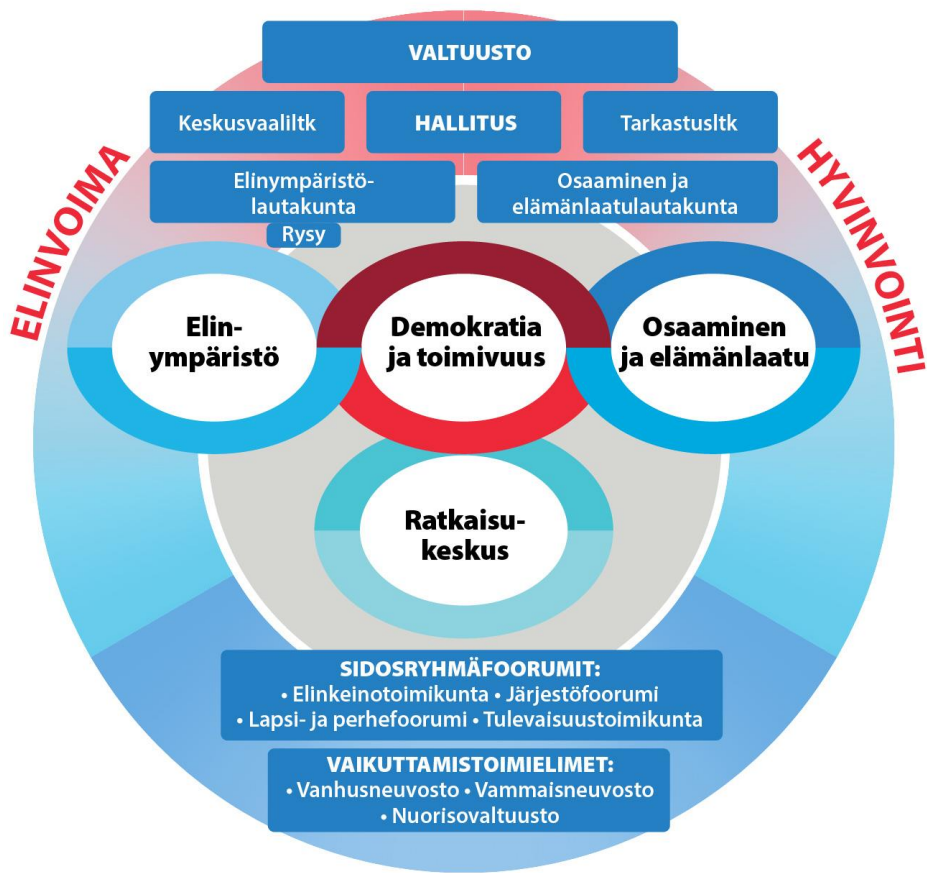 VALTUUSTO
Keskusvaaliltk
HALLITUS
Tarkastusltk
Elinympäristö-
lautakunta
Rysy
Osaaminen ja
elämänlaatulautakunta
ELINVOIMA
HYVINVOINTI
Elin-
ympäristö
Demokratia
ja toimivuus
Osaaminen
ja elämänlaatu
Ratkaisu-
keskus
SIDOSRYHMÄFOORUMIT:
• Elinkeinotoimikunta • Järjestöfoorumi
• Lapsi- ja perhefoorumi • Tulevaisuustoimikunta
VAIKUTTAMISTOIMIELIMET:
• Vanhusneuvosto • Vammaisneuvosto
• Nuorisovaltuusto